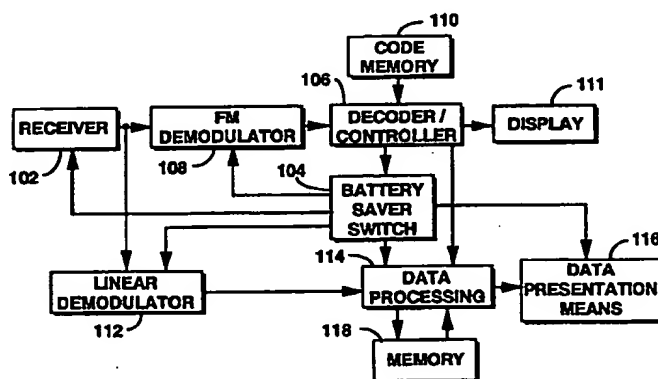 110
CODE
MEMORY
106
111
RECEIVER
FM
DEMODULATOR
DECODER /
CONTROLLER
DISPLAY
102
108
104
BATTERY
SAVER
SWITCH
114
116
LINEAR
DEMODULATOR
DATA
PROCESSING
DATA
PRESENTATION
MEANS
112
118
MEMORY